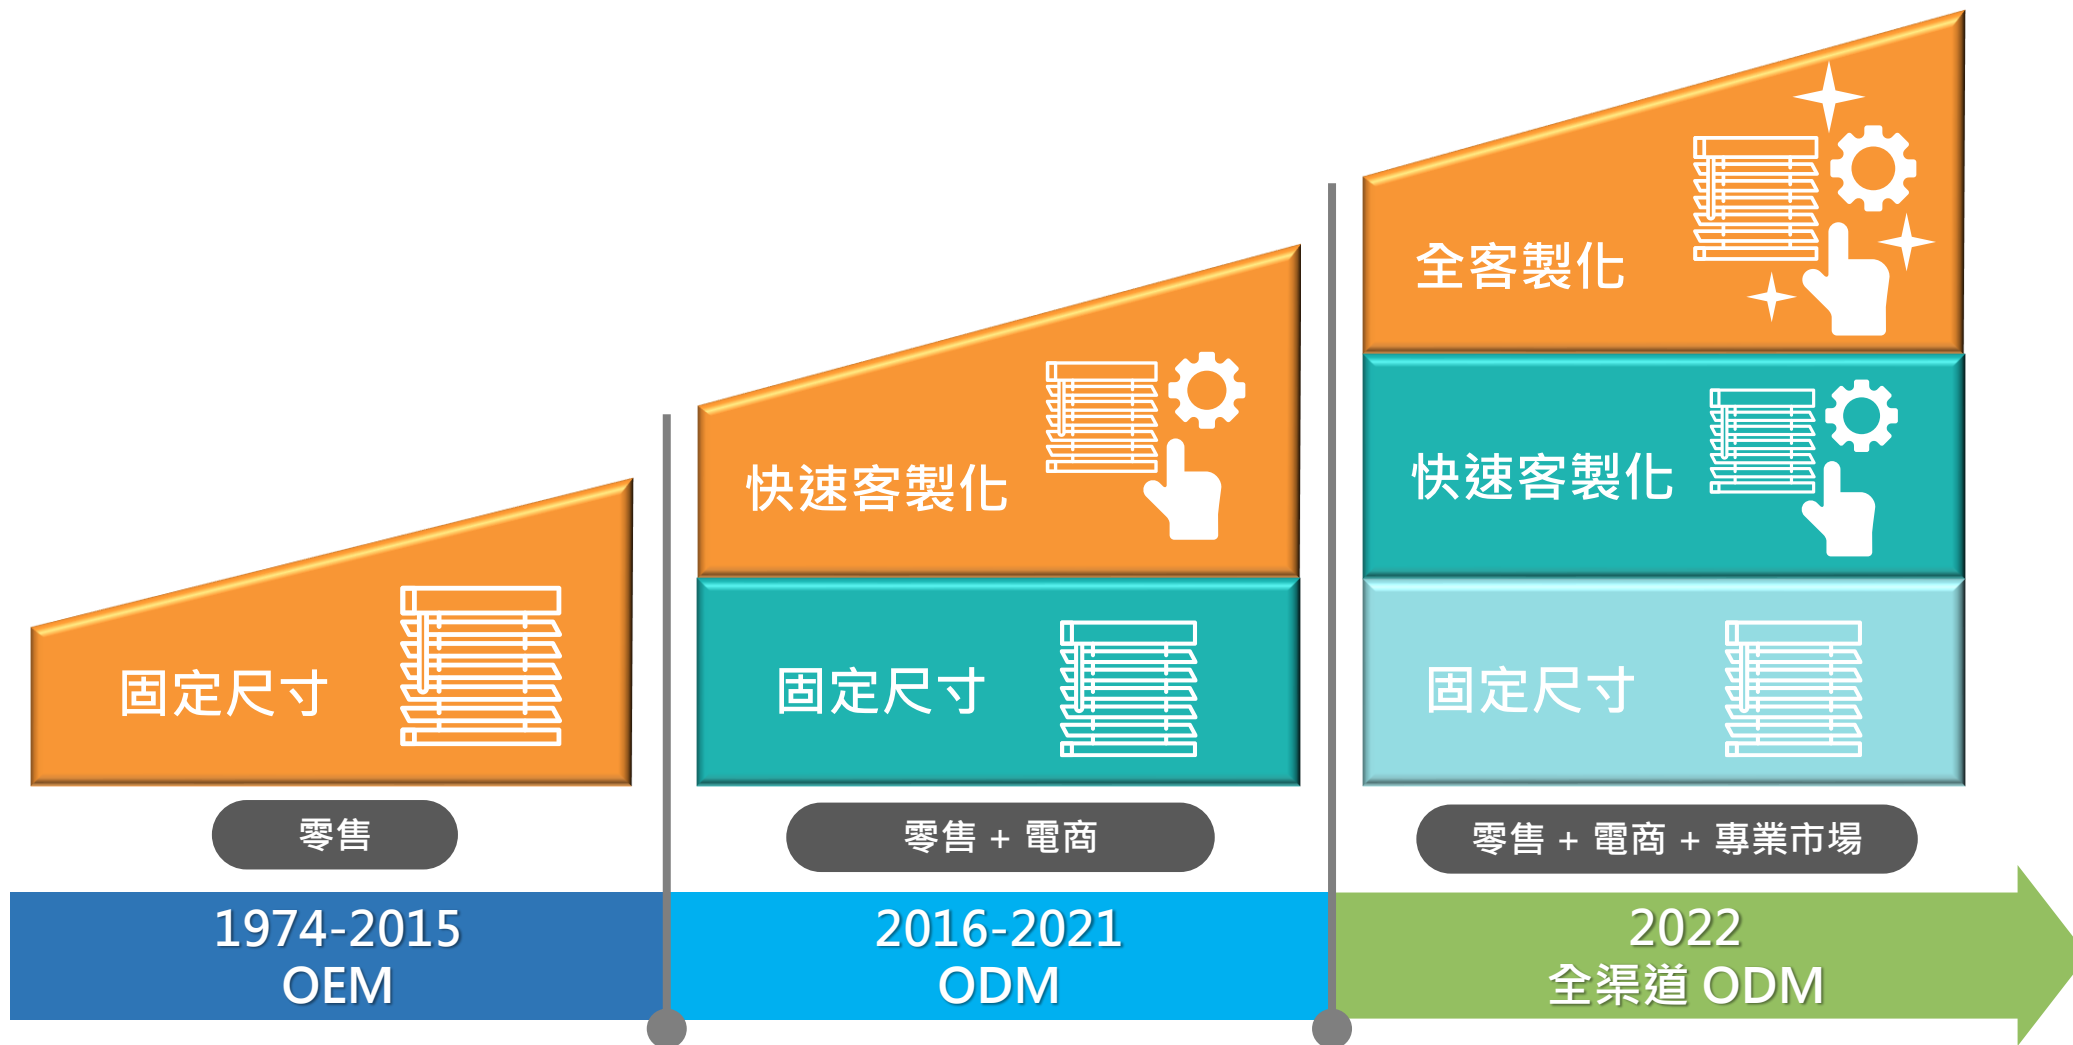 固定尺寸
零售
1974-2015
OEM
快速客製化
固定尺寸
零售 + 電商
2016-2021
ODM
全客製化
快速客製化
固定尺寸
零售 + 電商 + 專業市場
2022
全渠道 ODM